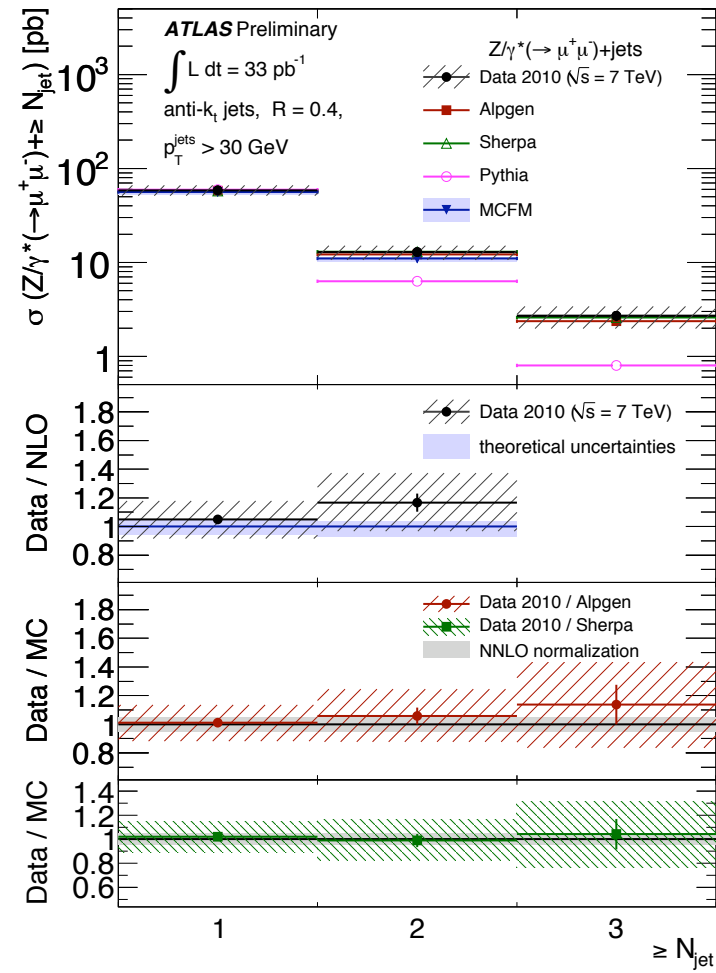 ATLAS Preliminary
∫ L dt = 33 pb⁻¹
anti-kₜ jets, R = 0.4,
p_T^jets > 30 GeV
Z/γ*(→ μ⁺μ⁻)+jets
Data 2010 (√s = 7 TeV)
Alpgen
Sherpa
Pythia
MCFM
σ (Z/γ*(→μ⁺μ⁻)+≥ N_jet) [pb]
10³
10²
10
1
Data / NLO
1.8
1.6
1.4
1.2
1
0.8
Data 2010 (√s = 7 TeV)
theoretical uncertainties
Data / MC
1.8
1.6
1.4
1.2
1
0.8
Data 2010 / Alpgen
Data 2010 / Sherpa
NNLO normalization
Data / MC
1.4
1.2
1
0.8
0.6
1 2 3
≥ N_jet